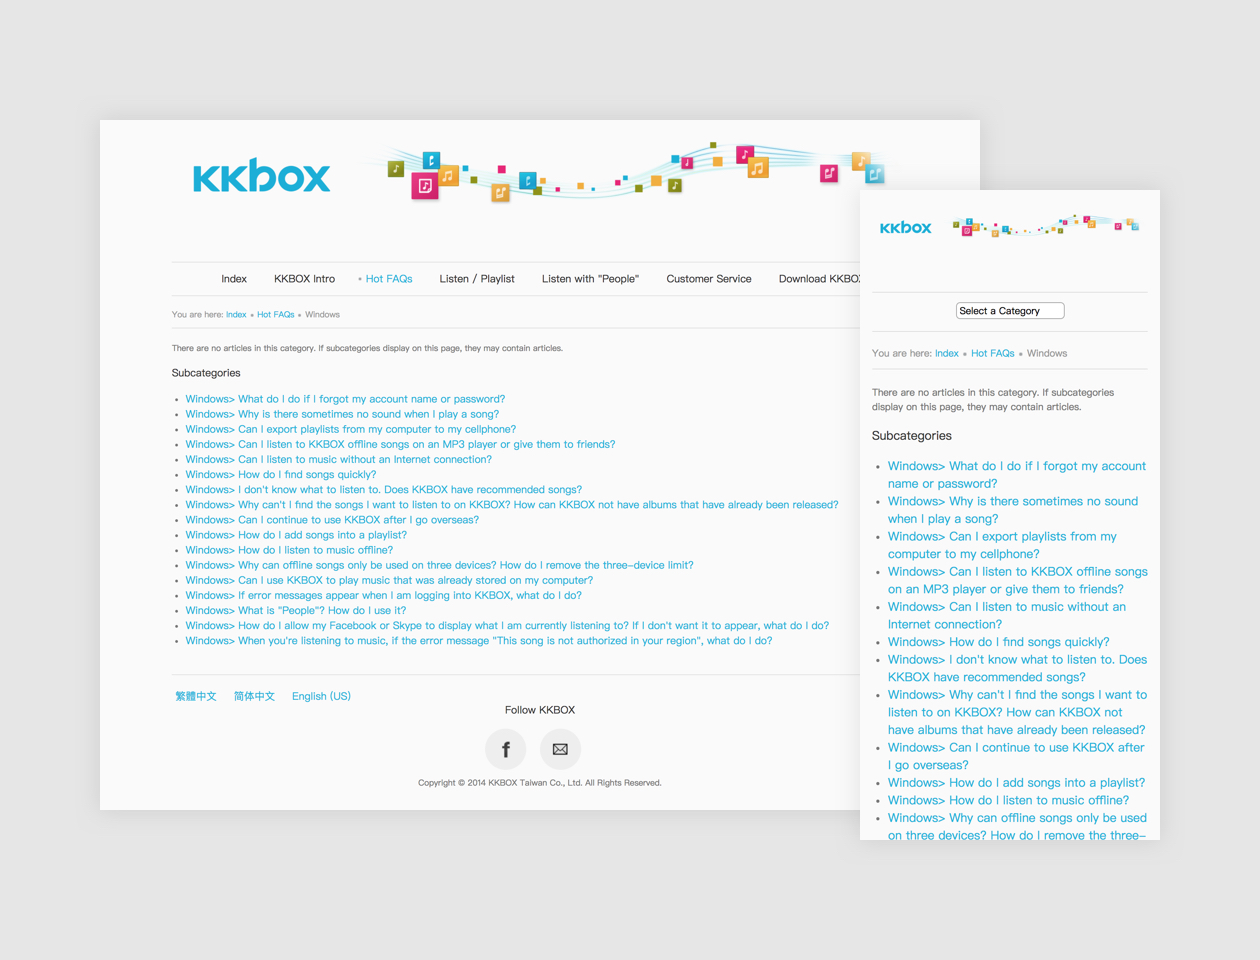 KKBOX
Index
KKBOX Intro
Hot FAQs
Listen / Playlist
Listen with "People"
Customer Service
Download KKBO
You are here: Index • Hot FAQs • Windows
There are no articles in this category. If subcategories display on this page, they may contain articles.
Subcategories
• Windows> What do I do if I forgot my account name or password?
• Windows> Why is there sometimes no sound when I play a song?
• Windows> Can I export playlists from my computer to my cellphone?
• Windows> Can I listen to KKBOX offline songs on an MP3 player or give them to friends?
• Windows> Can I listen to music without an Internet connection?
• Windows> How do I find songs quickly?
• Windows> I don't know what to listen to. Does KKBOX have recommended songs?
• Windows> Why can't I find the songs I want to listen to on KKBOX? How can KKBOX not have albums that have already been released?
• Windows> Can I continue to use KKBOX after I go overseas?
• Windows> How do I add songs into a playlist?
• Windows> How do I listen to music offline?
• Windows> Why can offline songs only be used on three devices? How do I remove the three-device limit?
• Windows> Can I use KKBOX to play music that was already stored on my computer?
• Windows> If error messages appear when I am logging into KKBOX, what do I do?
• Windows> What is "People"? How do I use it?
• Windows> How do I allow my Facebook or Skype to display what I am currently listening to? If I don't want it to appear, what do I do?
• Windows> When you're listening to music, if the error message "This song is not authorized in your region", what do I do?
繁體中文
简体中文
English (US)
Follow KKBOX
Copyright © 2014 KKBOX Taiwan Co., Ltd. All Rights Reserved.
KKBOX
Select a Category
You are here: Index • Hot FAQs • Windows
There are no articles in this category. If subcategories
display on this page, they may contain articles.
Subcategories
• Windows> What do I do if I forgot my account
name or password?
• Windows> Why is there sometimes no sound
when I play a song?
• Windows> Can I export playlists from my
computer to my cellphone?
• Windows> Can I listen to KKBOX offline songs
on an MP3 player or give them to friends?
• Windows> Can I listen to music without an
Internet connection?
• Windows> How do I find songs quickly?
• Windows> I don't know what to listen to. Does
KKBOX have recommended songs?
• Windows> Why can't I find the songs I want to
listen to on KKBOX? How can KKBOX not
have albums that have already been released?
• Windows> Can I continue to use KKBOX after
I go overseas?
• Windows> How do I add songs into a playlist?
• Windows> How do I listen to music offline?
• Windows> Why can offline songs only be used
on three devices? How do I remove the three-